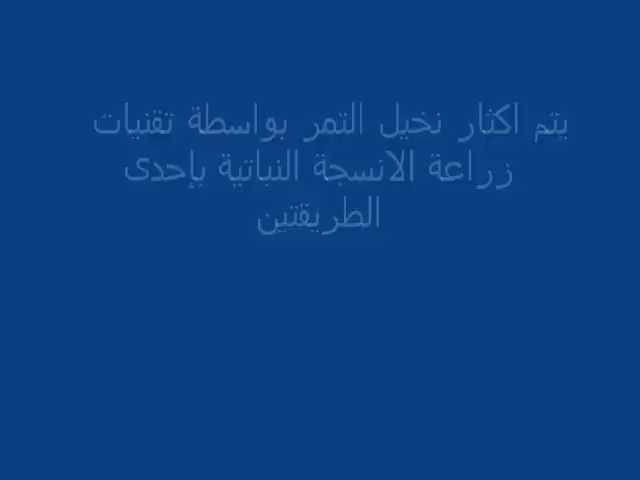 يتم اكثار نخيل التمر بواسطة تقنيات
زراعة الانسجة النباتية بإحدى
الطريقتين